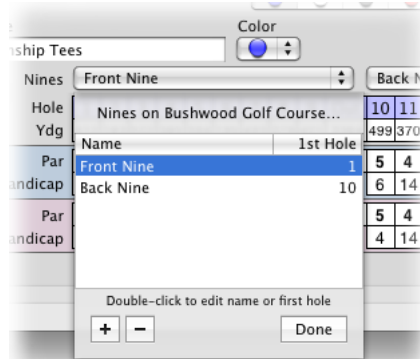 Color
ship Tees
Nines Front Nine Back N
Hole 10 11
Nines on Bushwood Golf Course...
Ydg 499 370
Name 1st Hole
Front Nine 1
Par 5 4
Back Nine 10
andicap 6 14
Par 5 4
andicap 4 14
Double-click to edit name or first hole
+ − Done